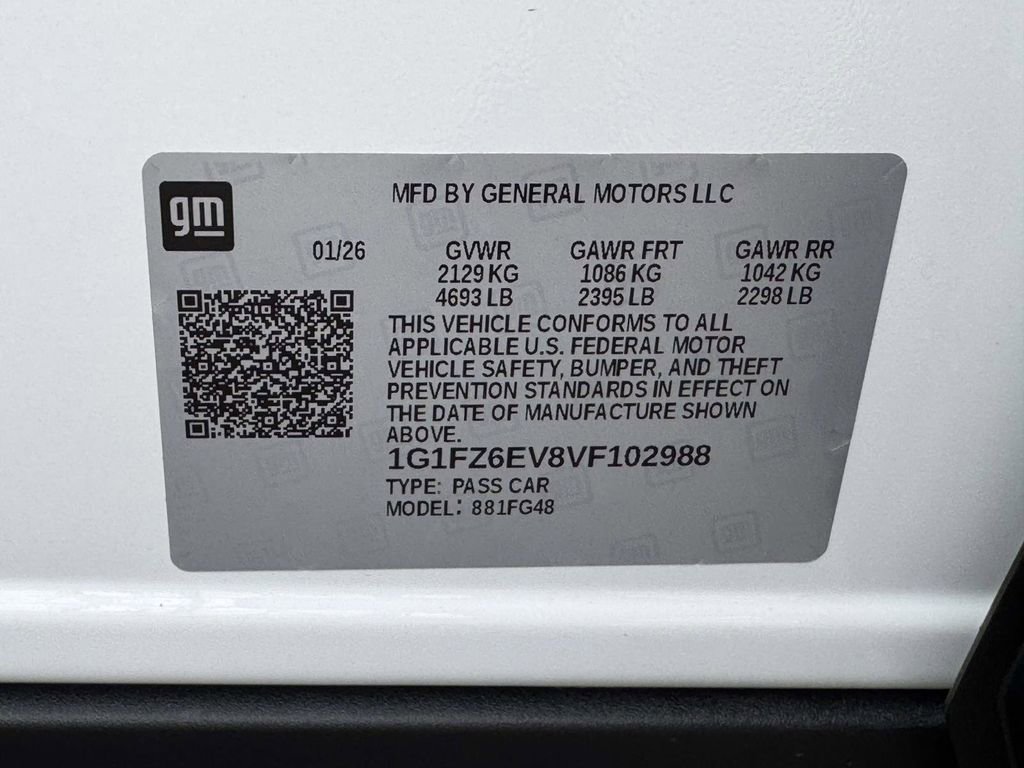 gm
MFD BY GENERAL MOTORS LLC
01/26 GVWR GAWR FRT GAWR RR
2129 KG 1086 KG 1042 KG
4693 LB 2395 LB 2298 LB
THIS VEHICLE CONFORMS TO ALL
APPLICABLE U.S. FEDERAL MOTOR
VEHICLE SAFETY, BUMPER, AND THEFT
PREVENTION STANDARDS IN EFFECT ON
THE DATE OF MANUFACTURE SHOWN
ABOVE.
1G1FZ6EV8VF102988
TYPE: PASS CAR
MODEL: 881FG48